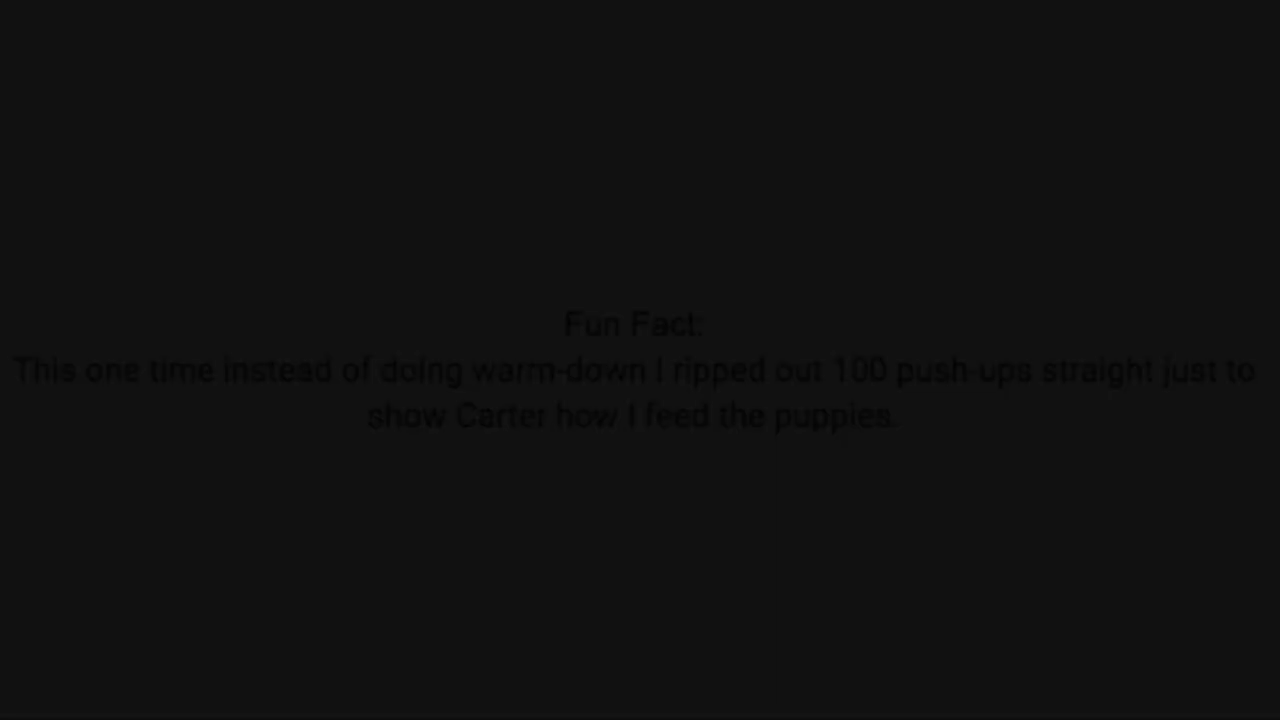 Fun Fact:
This one time instead of doing warm-down I ripped out 100 push-ups straight just to
show Carter how I feed the puppies.